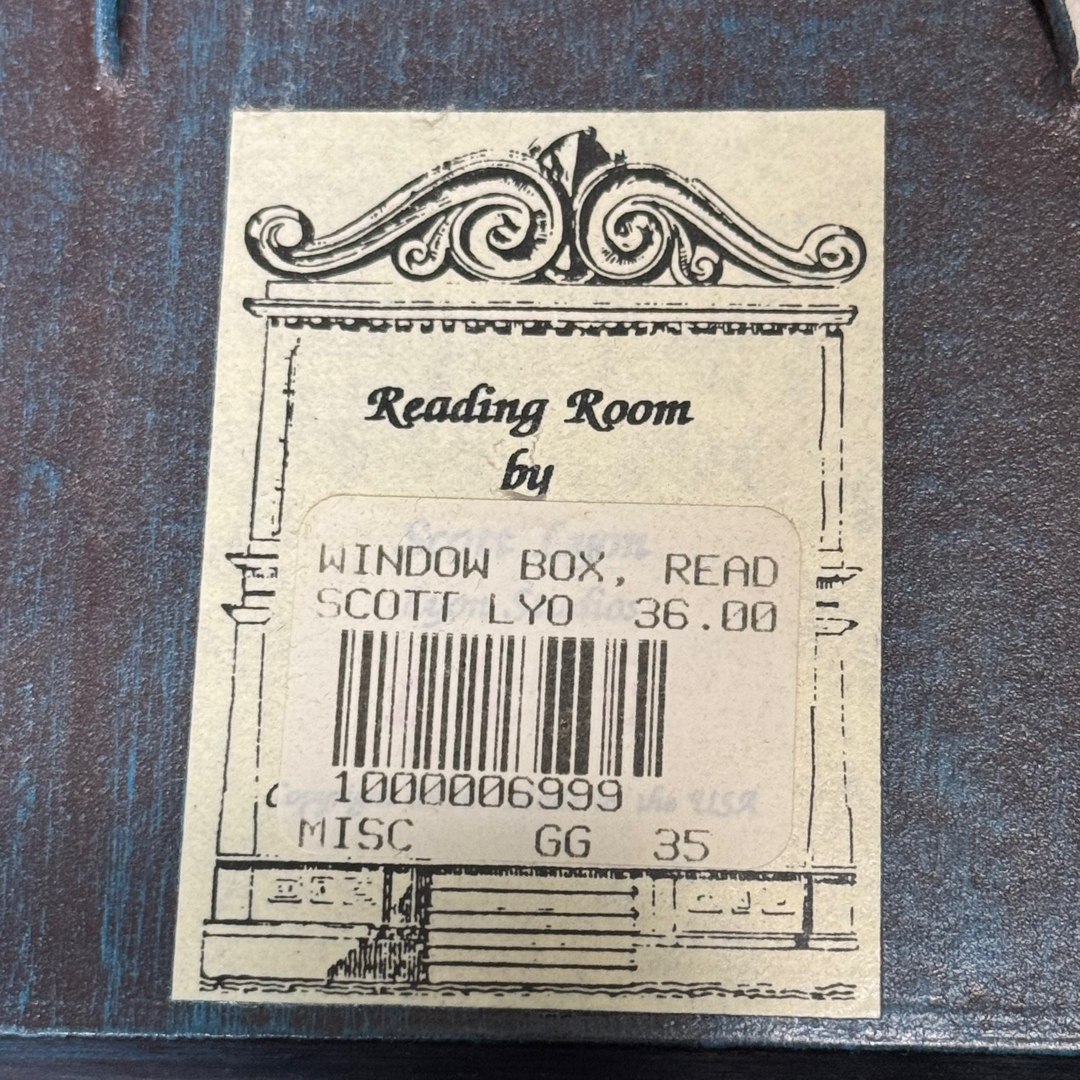 Reading Room
by
WINDOW BOX, READ
SCOTT LYO 36.00
1000006999
MISC GG 35